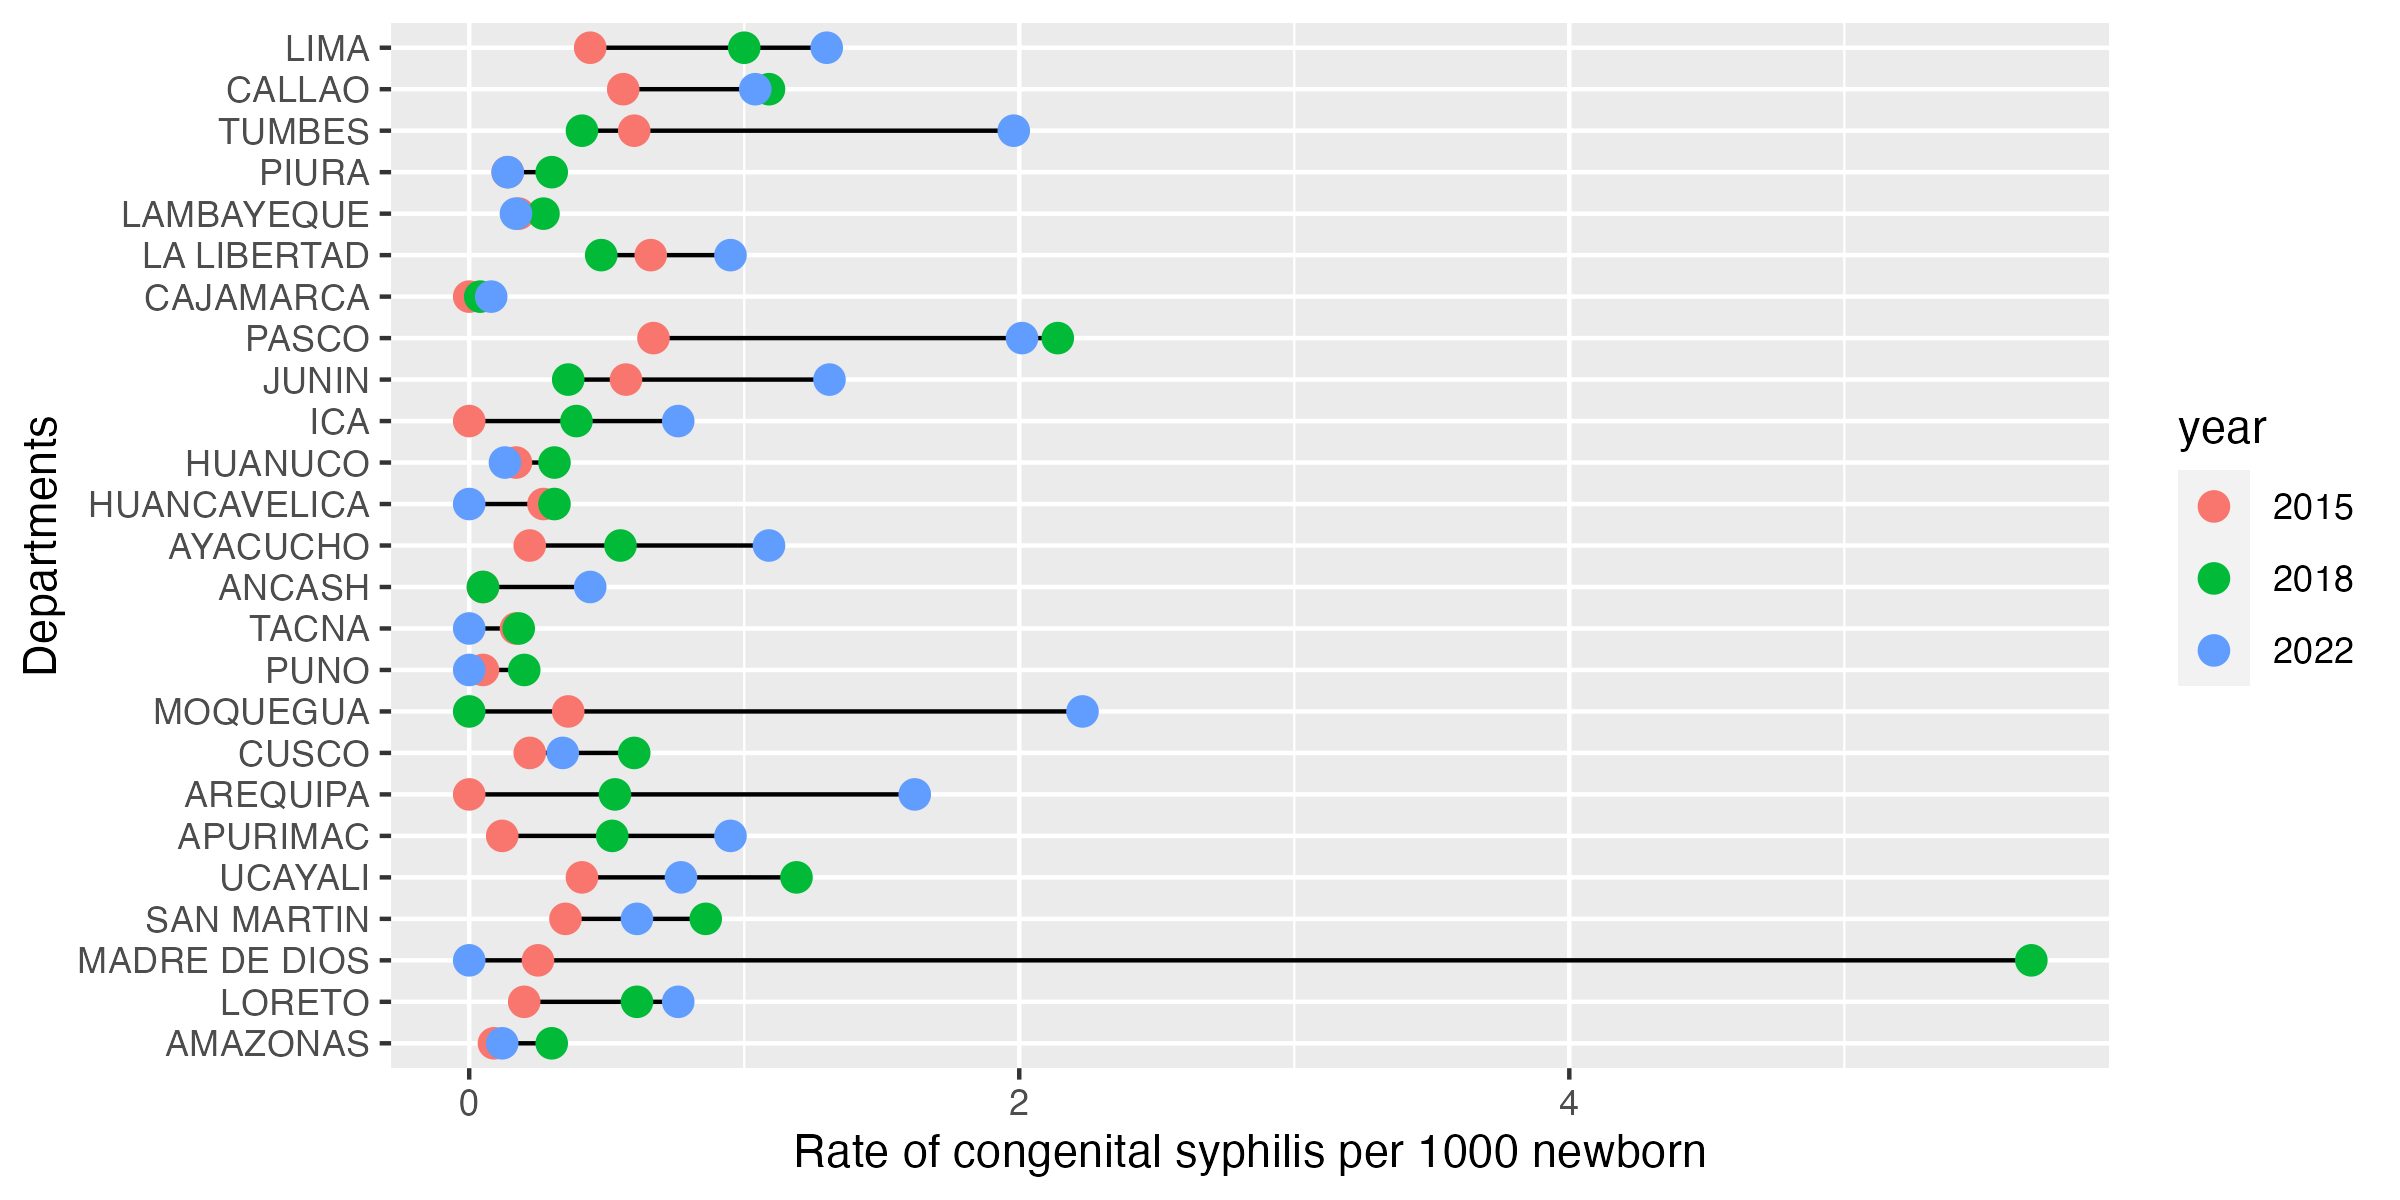 LIMA
CALLAO
TUMBES
PIURA
LAMBAYEQUE
LA LIBERTAD
CAJAMARCA
PASCO
JUNIN
ICA
HUANUCO
HUANCAVELICA
AYACUCHO
ANCASH
TACNA
PUNO
MOQUEGUA
CUSCO
AREQUIPA
APURIMAC
UCAYALI
SAN MARTIN
MADRE DE DIOS
LORETO
AMAZONAS
Departments
0 2 4
Rate of congenital syphilis per 1000 newborn
year
2015
2018
2022